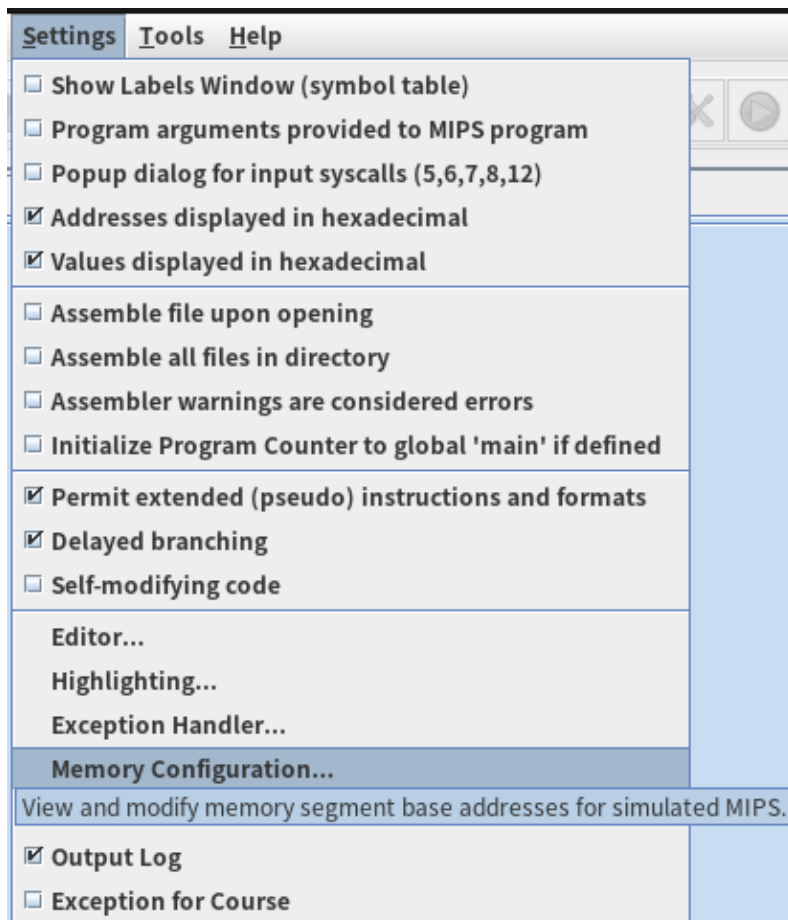 Settings Tools Help
Show Labels Window (symbol table)
Program arguments provided to MIPS program
Popup dialog for input syscalls (5,6,7,8,12)
Addresses displayed in hexadecimal
Values displayed in hexadecimal
Assemble file upon opening
Assemble all files in directory
Assembler warnings are considered errors
Initialize Program Counter to global 'main' if defined
Permit extended (pseudo) instructions and formats
Delayed branching
Self-modifying code
Editor...
Highlighting...
Exception Handler...
Memory Configuration...
View and modify memory segment base addresses for simulated MIPS.
Output Log
Exception for Course